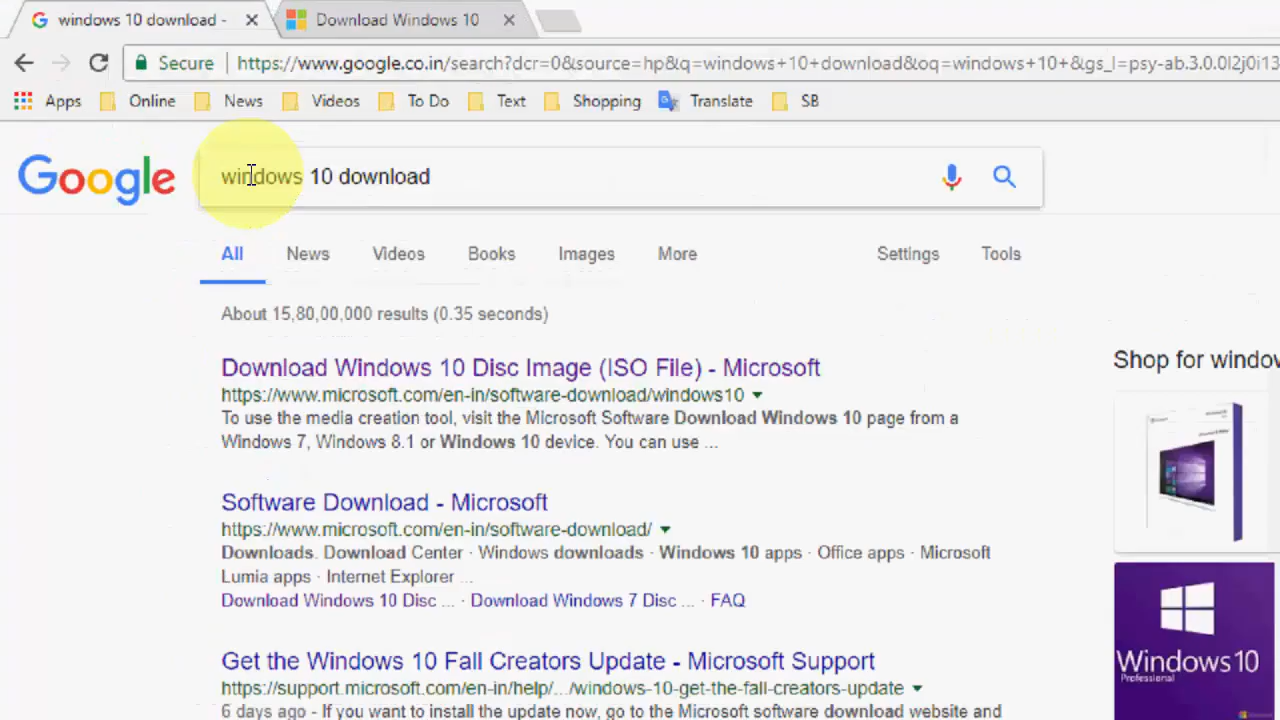 windows 10 download -
Download Windows 10
Secure
https://www.google.co.in/search?dcr=0&source=hp&q=windows+10+download&oq=windows+10+&gs_l=psy-ab.3.0.0l2j0i13
Apps Online News Videos To Do Text Shopping Translate SB
Google
windows 10 download
All News Videos Books Images More Settings Tools
About 15,80,00,000 results (0.35 seconds)
Download Windows 10 Disc Image (ISO File) - Microsoft
https://www.microsoft.com/en-in/software-download/windows10
To use the media creation tool, visit the Microsoft Software Download Windows 10 page from a
Windows 7, Windows 8.1 or Windows 10 device. You can use ...
Software Download - Microsoft
https://www.microsoft.com/en-in/software-download/
Downloads. Download Center · Windows downloads · Windows 10 apps · Office apps · Microsoft
Lumia apps · Internet Explorer ...
Download Windows 10 Disc ... · Download Windows 7 Disc ... · FAQ
Get the Windows 10 Fall Creators Update - Microsoft Support
https://support.microsoft.com/en-in/help/.../windows-10-get-the-fall-creators-update
6 days ago - If you want to install the update now, go to the Microsoft software download website and
Shop for window
Windows 10
Professional